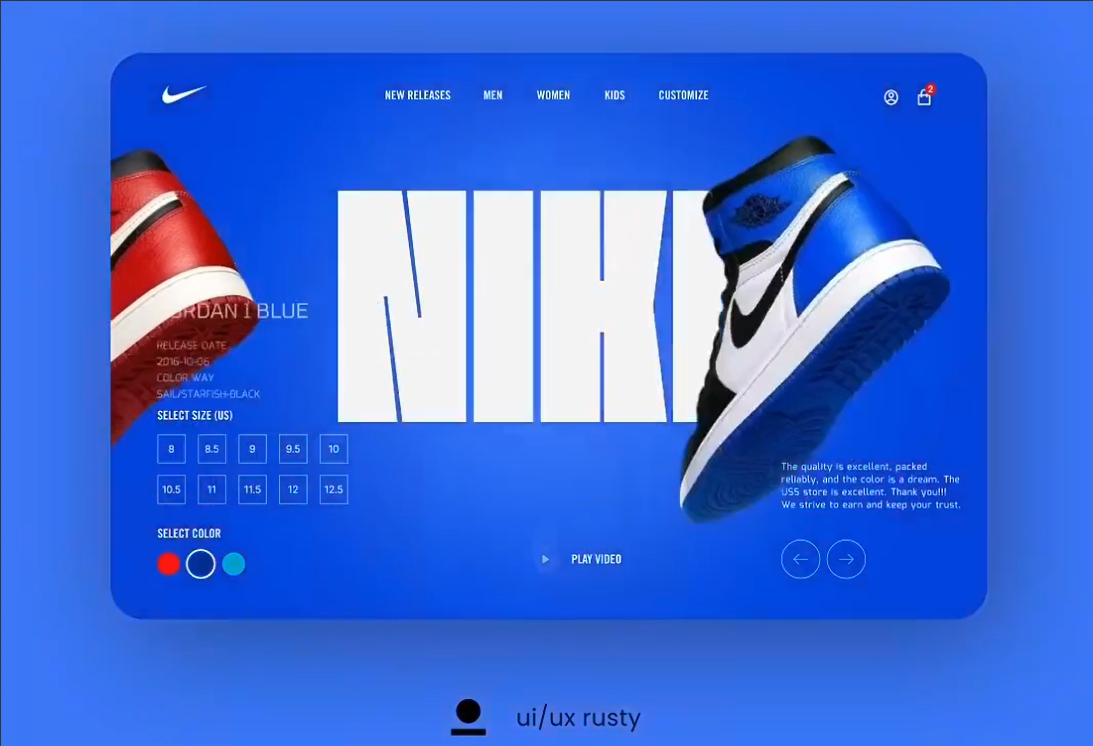 NEW RELEASES MEN WOMEN KIDS CUSTOMIZE
2
NIK
RDAN 1 BLUE
RELEASE DATE
2016-10-06
COLOR WAY
SAIL/STARFISH-BLACK
SELECT SIZE (US)
8 8.5 9 9.5 10
10.5 11 11.5 12 12.5
SELECT COLOR
PLAY VIDEO
The quality is excellent, packed
reliably, and the color is a dream. The
USS store is excellent. Thank you!!!
We strive to earn and keep your trust.
ui/ux rusty